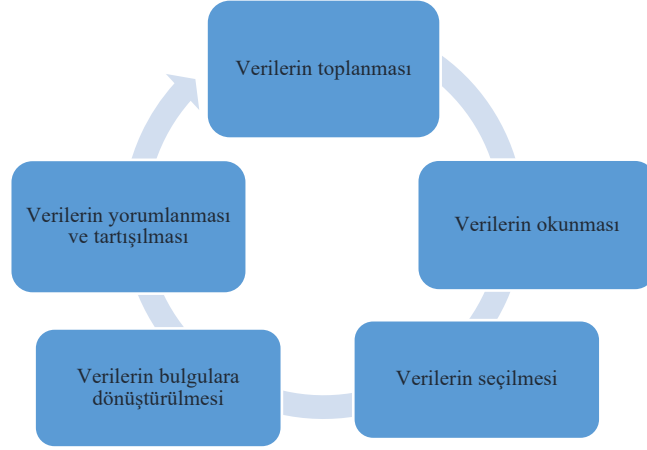 Verilerin toplanması
Verilerin okunması
Verilerin seçilmesi
Verilerin bulgulara
dönüştürülmesi
Verilerin yorumlanması
ve tartışılması